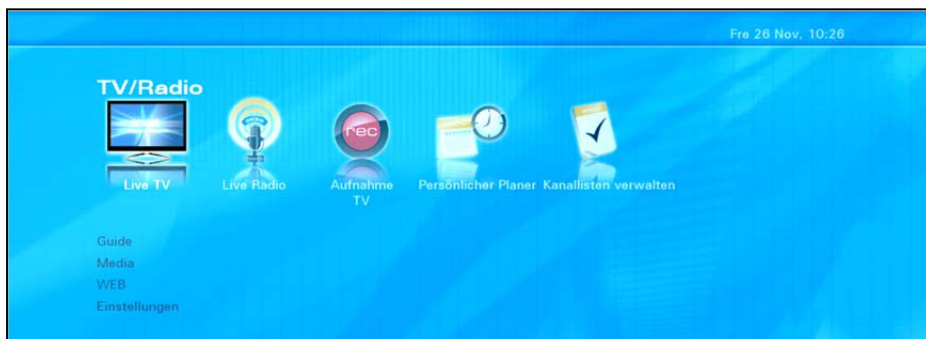 Fre 26 Nov, 10:26
TV/Radio
rec
Live TV
Live Radio
Aufnahme
TV
Persönlicher Planer
Kanallisten verwalten
Guide
Media
WEB
Einstellungen